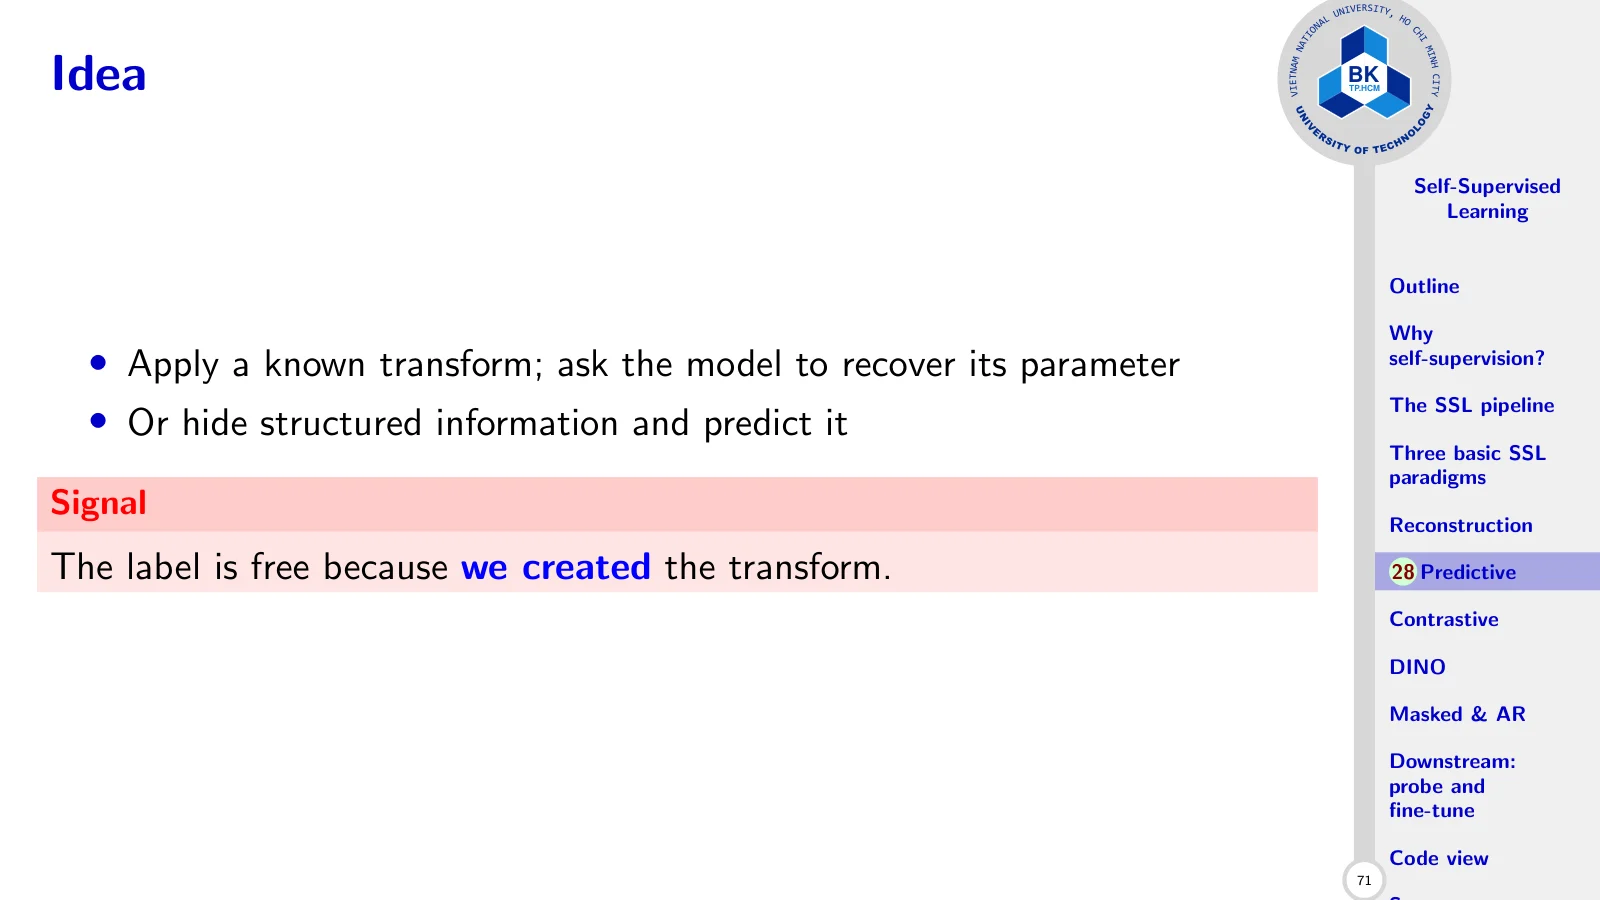 Idea
• Apply a known transform; ask the model to recover its parameter
• Or hide structured information and predict it
Signal
The label is free because we created the transform.
VIETNAM NATIONAL UNIVERSITY, HO CHI MINH CITY
BK
TP.HCM
UNIVERSITY OF TECHNOLOGY
Self-Supervised
Learning
Outline
Why
self-supervision?
The SSL pipeline
Three basic SSL
paradigms
Reconstruction
28 Predictive
Contrastive
DINO
Masked & AR
Downstream:
probe and
fine-tune
Code view
71